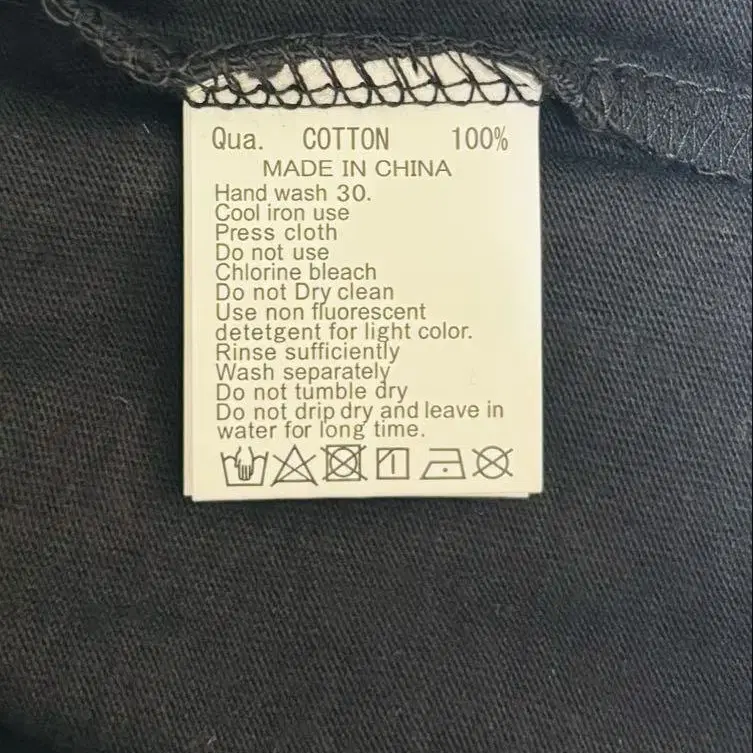 Qua. COTTON 100%
MADE IN CHINA
Hand wash 30.
Cool iron use
Press cloth
Do not use
Chlorine bleach
Do not Dry clean
Use non fluorescent
detetgent for light color.
Rinse sufficiently
Wash separately
Do not tumble dry
Do not drip dry and leave in
water for long time.